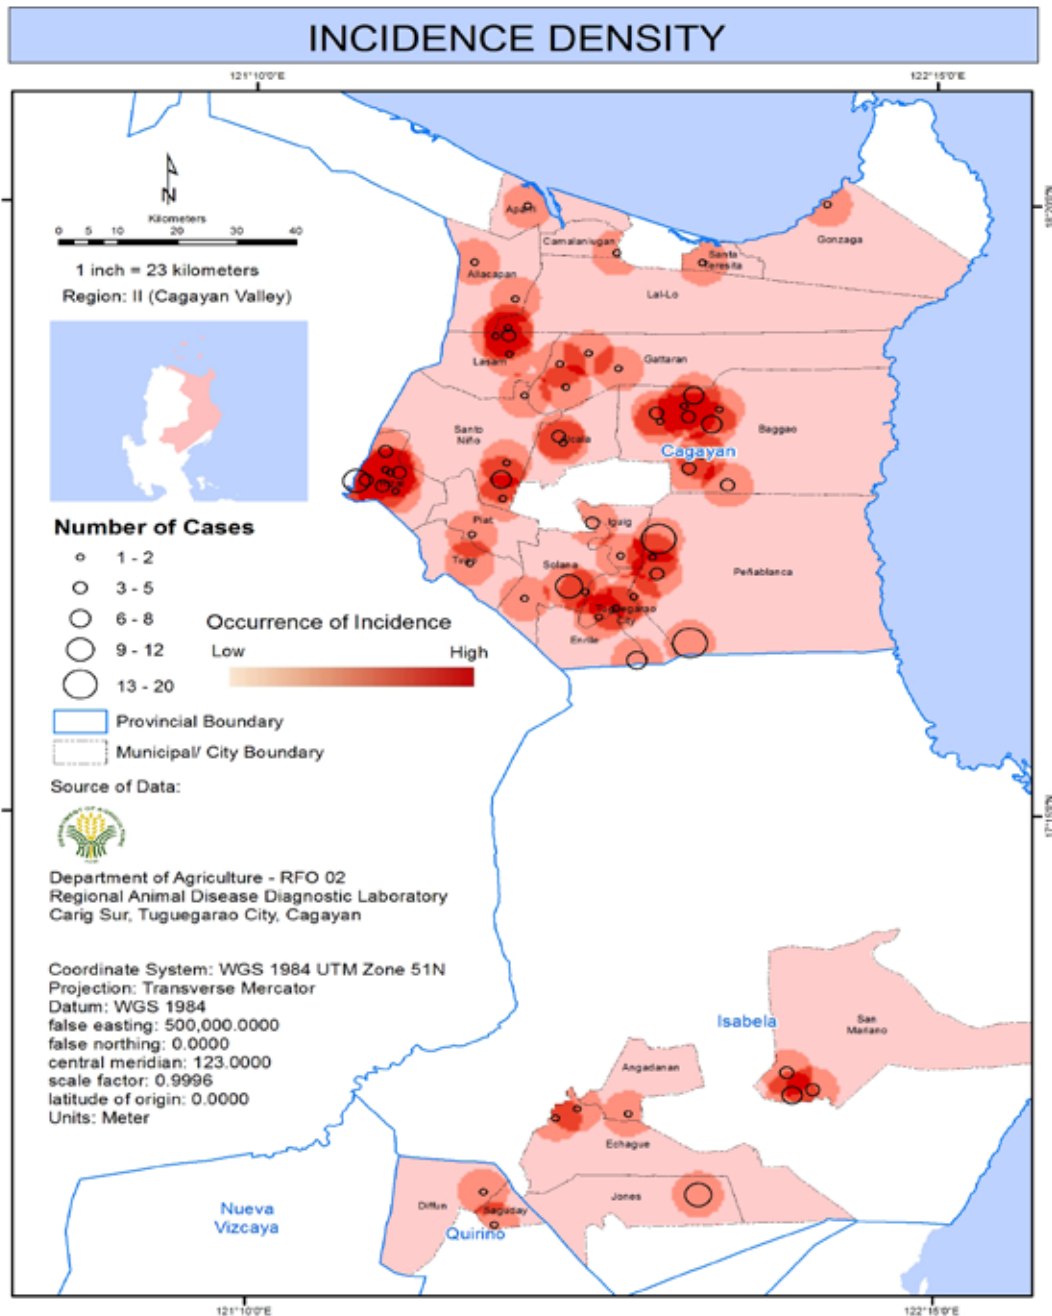 INCIDENCE DENSITY
121°10'0"E
122°15'0"E
N
Kilometers
0 5 10 20 30 40
1 inch = 23 kilometers
Region: II (Cagayan Valley)
Aparri
Camalaniugan
Gonzaga
Santa
Teresita
Allacapan
Lal-Lo
Lasam
Gattaran
Santo
Niño
Alcala
Baggao
Cagayan
Piat
Iguig
Tuao
Solana
Peñablanca
Tuguegarao
City
Enrile
Number of Cases
1 - 2
3 - 5
6 - 8
9 - 12
13 - 20
Occurrence of Incidence
Low High
Provincial Boundary
Municipal/ City Boundary
Source of Data:
Department of Agriculture - RFO 02
Regional Animal Disease Diagnostic Laboratory
Carig Sur, Tuguegarao City, Cagayan
Coordinate System: WGS 1984 UTM Zone 51N
Projection: Transverse Mercator
Datum: WGS 1984
false easting: 500,000.0000
false northing: 0.0000
central meridian: 123.0000
scale factor: 0.9996
latitude of origin: 0.0000
Units: Meter
Isabela
San
Mariano
Angadanan
Echague
Jones
Diffun
Saguday
Quirino
Nueva
Vizcaya
121°10'0"E
122°15'0"E